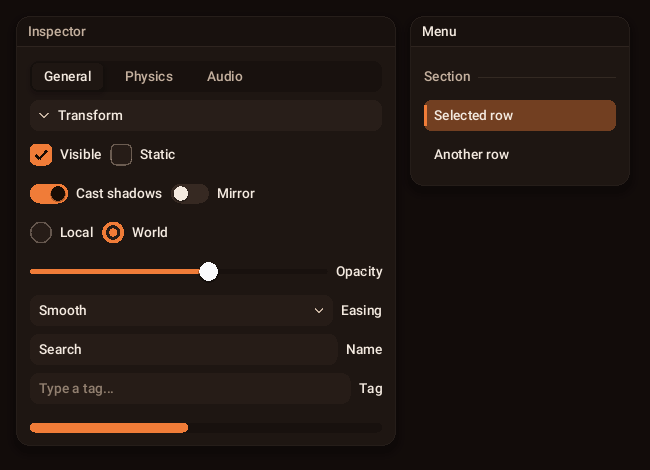 Inspector
General Physics Audio
Transform
Visible Static
Cast shadows Mirror
Local World
Opacity
Smooth Easing
Search Name
Type a tag... Tag
Menu
Section
Selected row
Another row